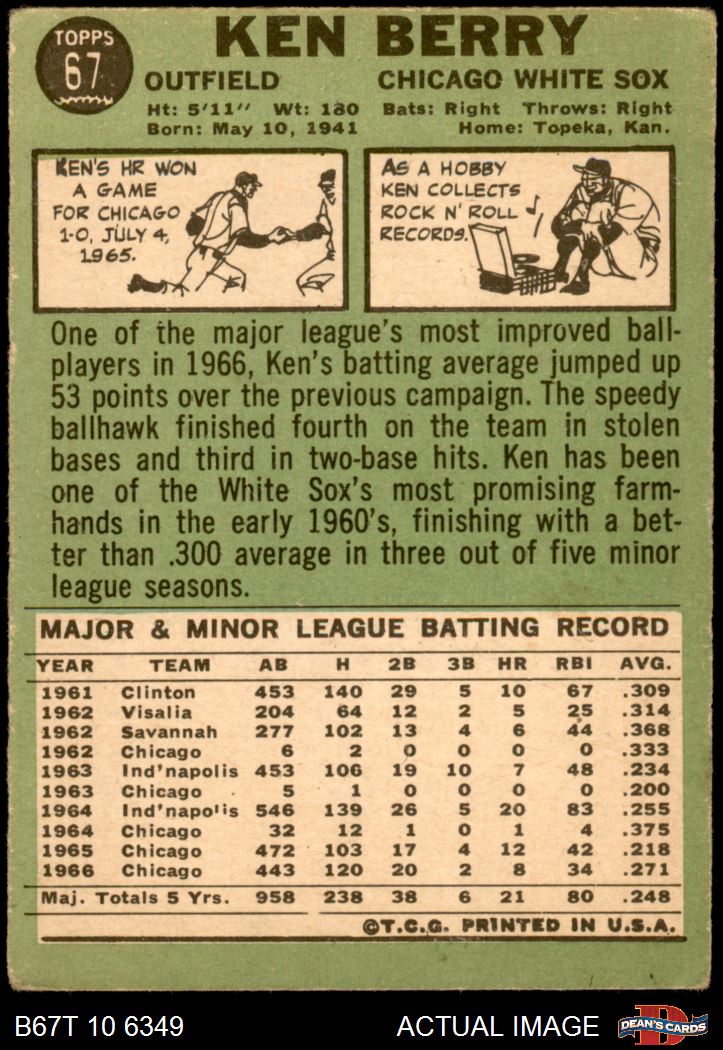 TOPPS
67
KEN BERRY
OUTFIELD CHICAGO WHITE SOX
Ht: 5'11" Wt: 180 Bats: Right Throws: Right
Born: May 10, 1941 Home: Topeka, Kan.
KEN'S HR WON
A GAME
FOR CHICAGO
1-0, JULY 4,
1965.
AS A HOBBY
KEN COLLECTS
ROCK N' ROLL
RECORDS.
One of the major league's most improved ball-
players in 1966, Ken's batting average jumped up
53 points over the previous campaign. The speedy
ballhawk finished fourth on the team in stolen
bases and third in two-base hits. Ken has been
one of the White Sox's most promising farm-
hands in the early 1960's, finishing with a bet-
ter than .300 average in three out of five minor
league seasons.
MAJOR & MINOR LEAGUE BATTING RECORD
YEAR TEAM AB H 2B 3B HR RBI AVG.
1961 Clinton 453 140 29 5 10 67 .309
1962 Visalia 204 64 12 2 5 25 .314
1962 Savannah 277 102 13 4 6 44 .368
1962 Chicago 6 2 0 0 0 0 .333
1963 Ind'napolis 453 106 19 10 7 48 .234
1963 Chicago 5 1 0 0 0 0 .200
1964 Ind'napolis 546 139 26 5 20 83 .255
1964 Chicago 32 12 1 0 1 4 .375
1965 Chicago 472 103 17 4 12 42 .218
1966 Chicago 443 120 20 2 8 34 .271
Maj. Totals 5 Yrs. 958 238 38 6 21 80 .248
©T.C.G. PRINTED IN U.S.A.
B67T 10 6349 ACTUAL IMAGE D DEAN'S CARDS